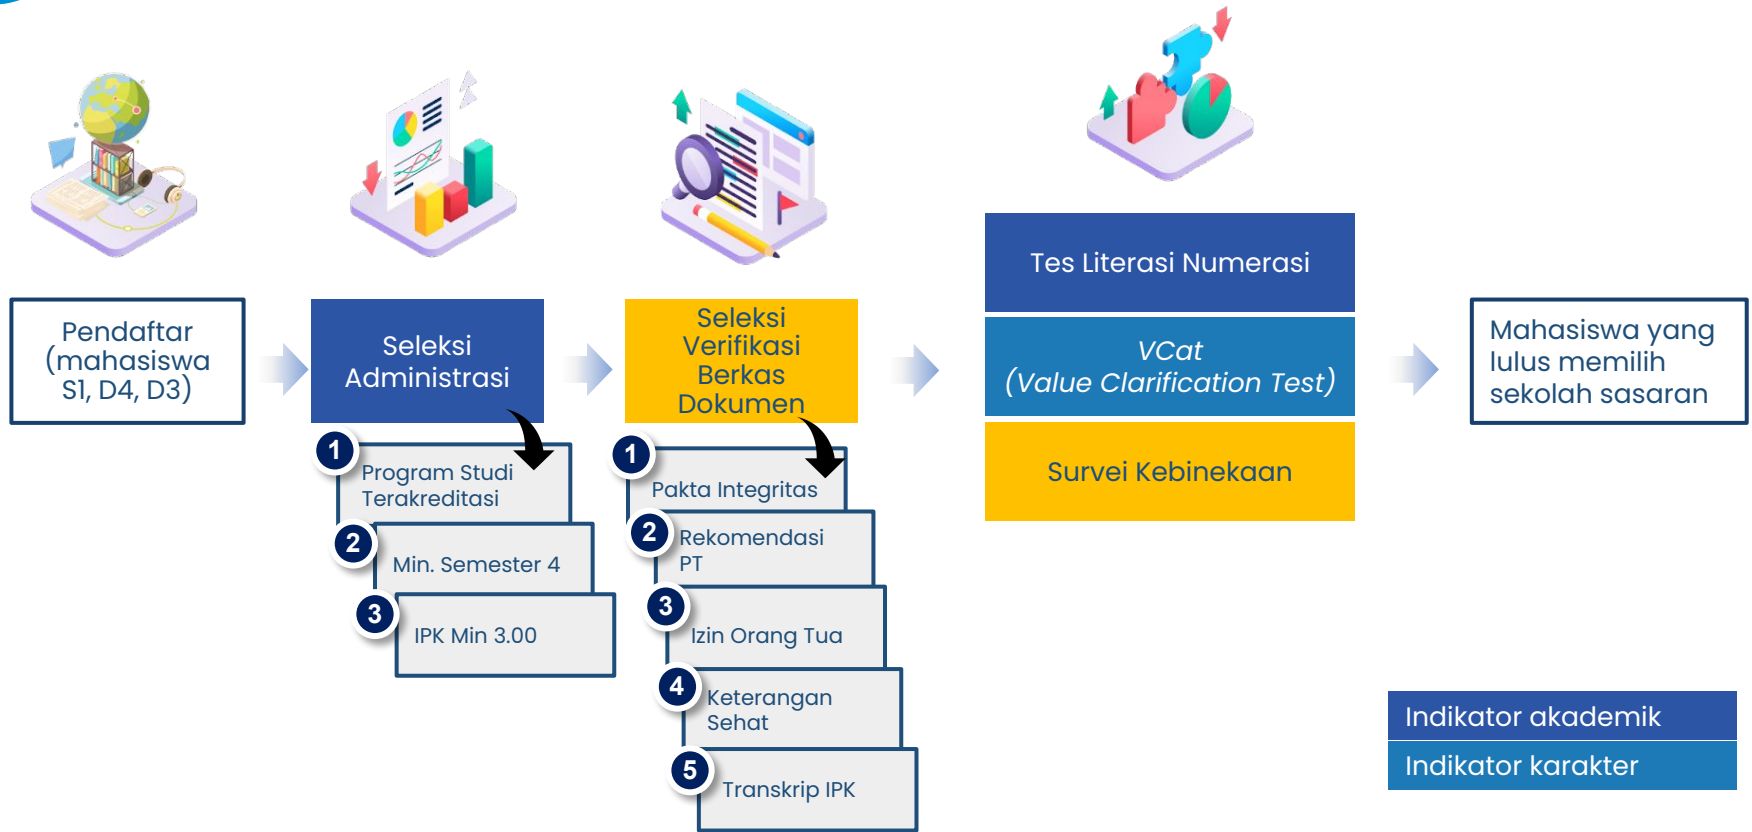 Pendaftar
(mahasiswa
S1, D4, D3)
Seleksi
Administrasi
1
Program Studi
Terakreditasi
2
Min. Semester 4
3
IPK Min 3.00
Seleksi
Verifikasi
Berkas
Dokumen
1
Pakta Integritas
2
Rekomendasi
PT
3
Izin Orang Tua
4
Keterangan
Sehat
5
Transkrip IPK
Tes Literasi Numerasi
VCat
(Value Clarification Test)
Survei Kebinekaan
Mahasiswa yang
lulus memilih
sekolah sasaran
Indikator akademik
Indikator karakter